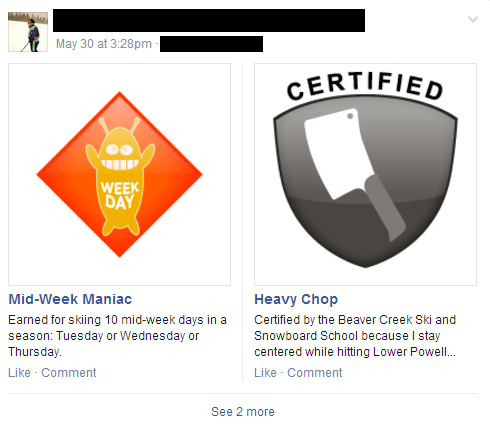 May 30 at 3:28pm ·
CERTIFIED
WEEK
DAY
Mid-Week Maniac
Earned for skiing 10 mid-week days in a
season: Tuesday or Wednesday or
Thursday.
Like · Comment
Heavy Chop
Certified by the Beaver Creek Ski and
Snowboard School because I stay
centered while hitting Lower Powell...
Like · Comment
See 2 more